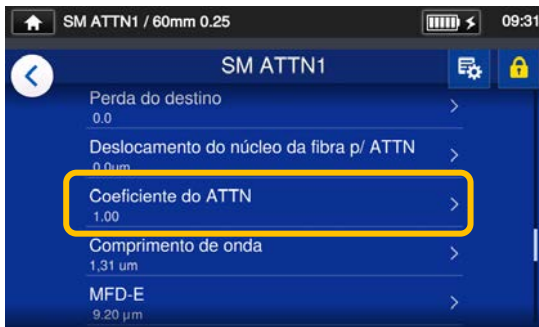 SM ATTN1 / 60mm 0.25
09:31
SM ATTN1
Perda do destino
0.0
Deslocamento do núcleo da fibra p/ ATTN
0.0um
Coeficiente do ATTN
1.00
Comprimento de onda
1,31 um
MFD-E
9.20 µm